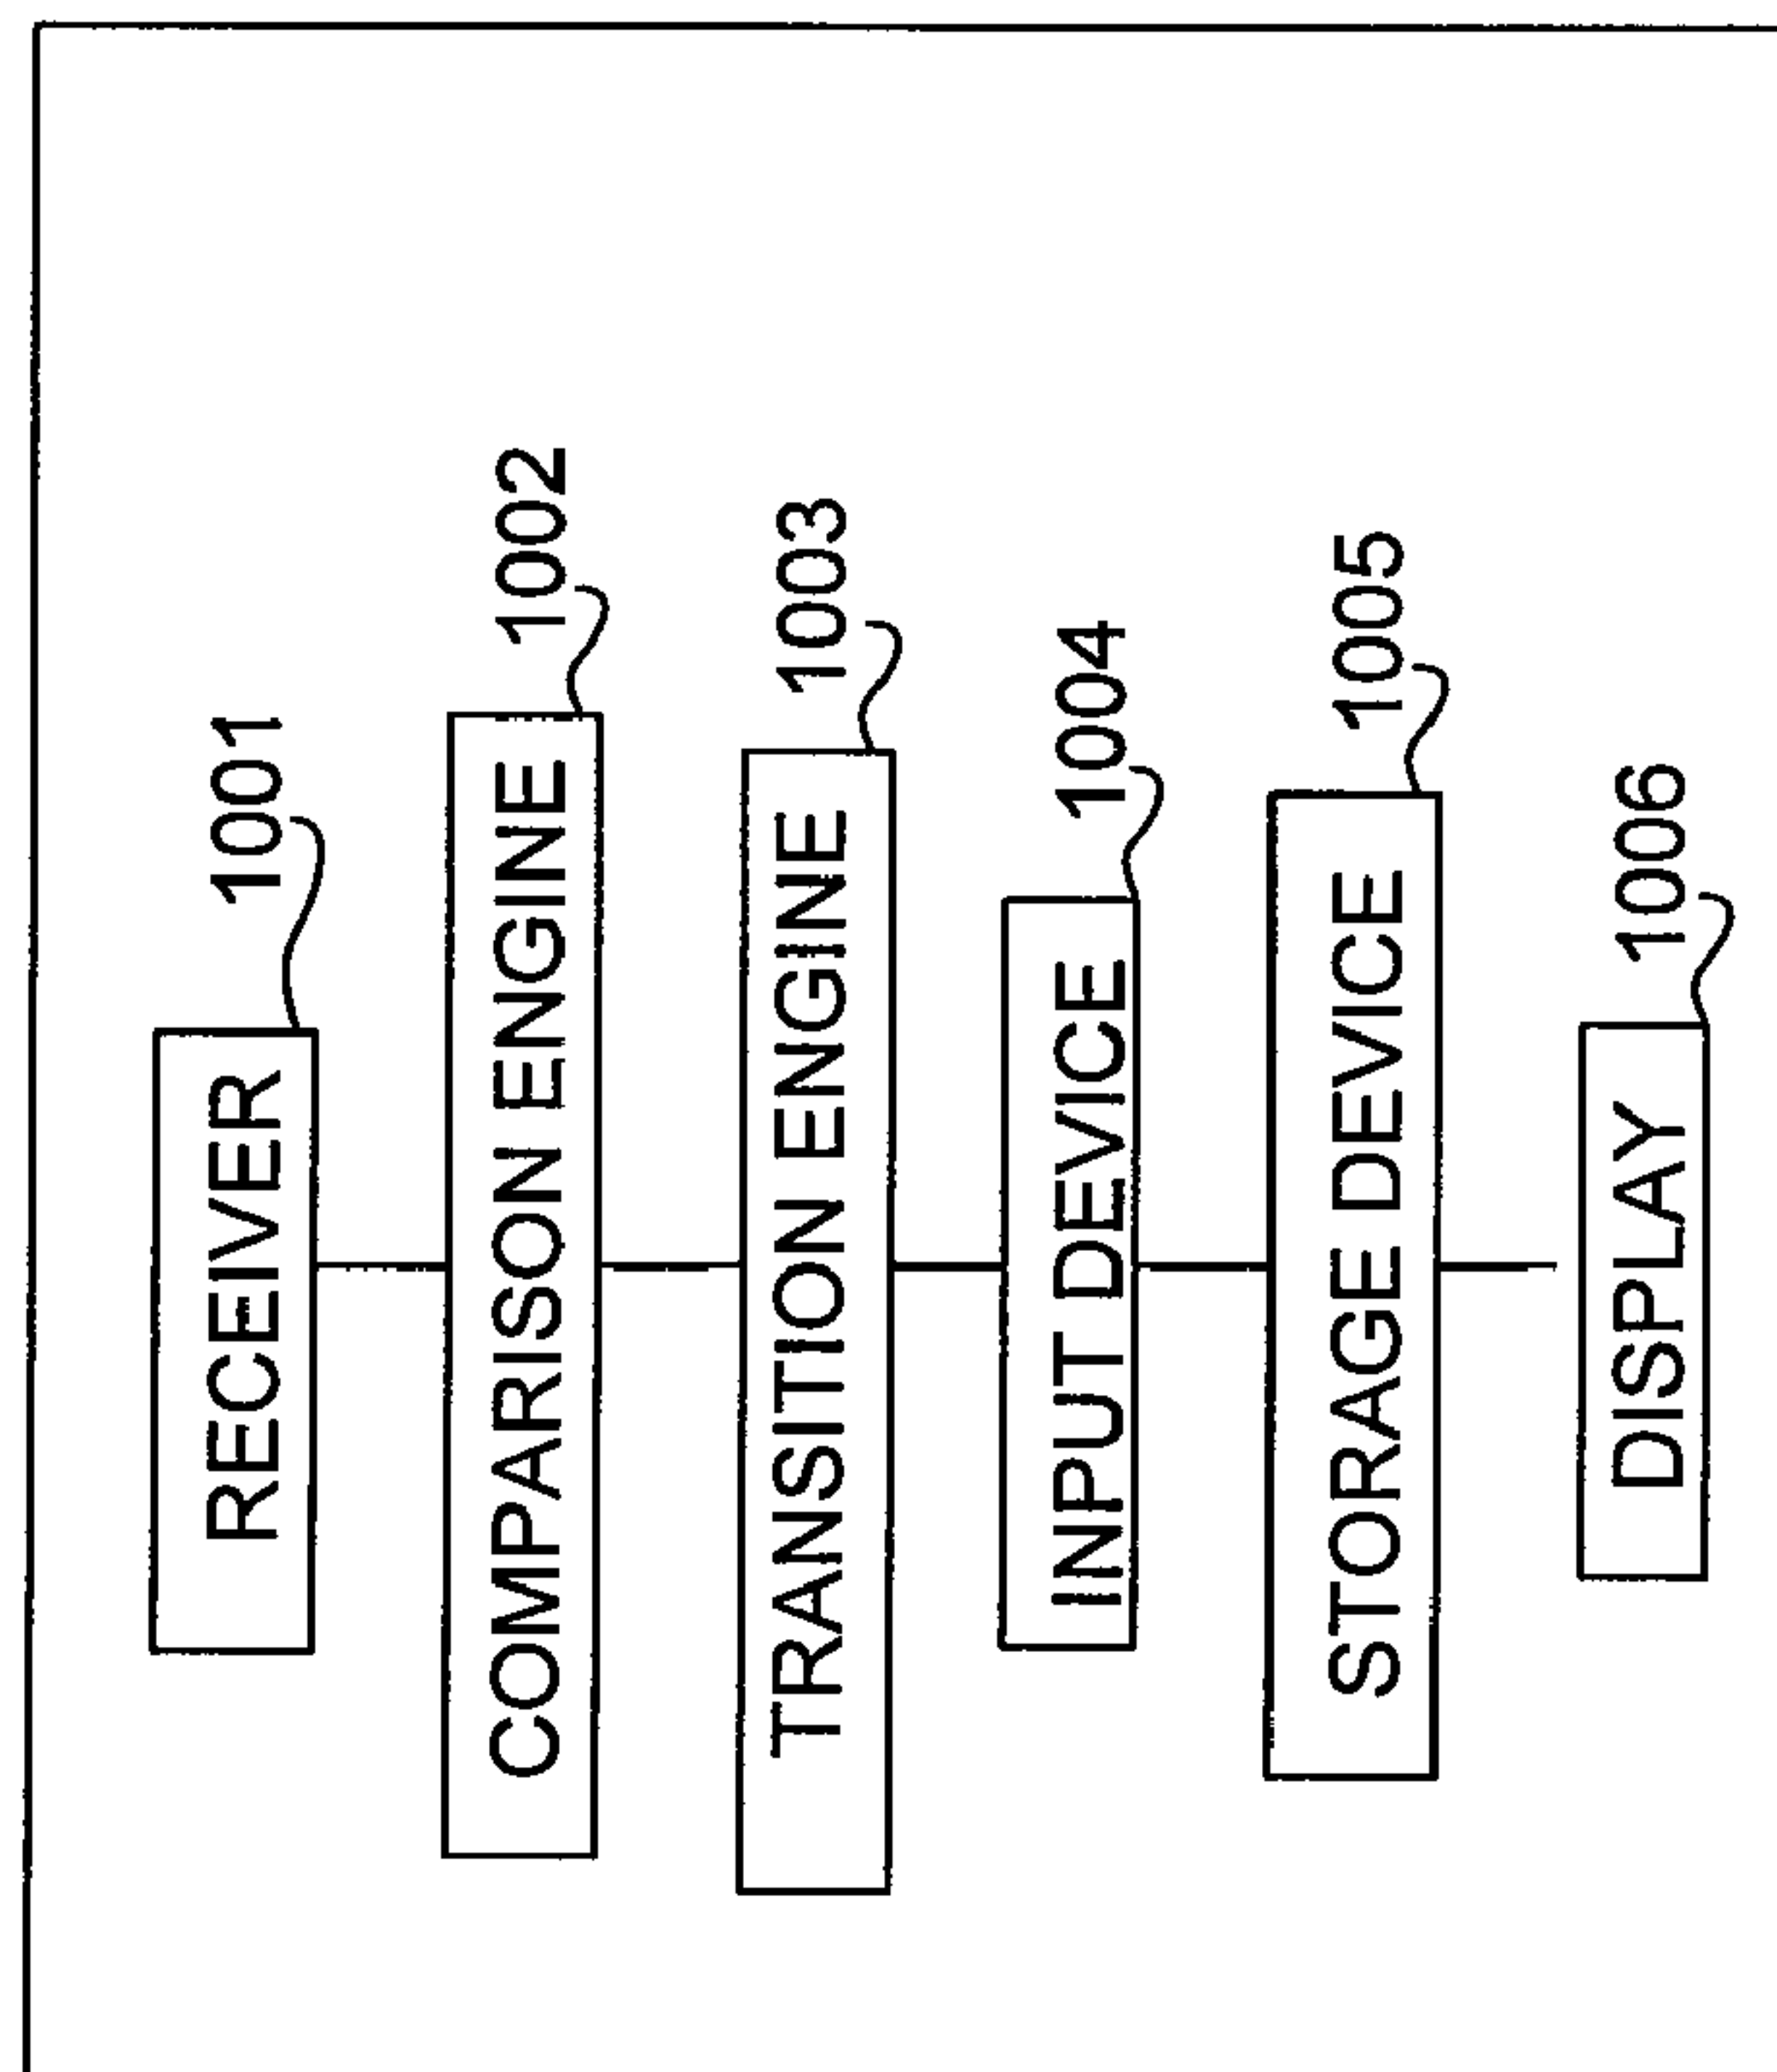 RECEIVER
1001
COMPARISON ENGINE
1002
TRANSITION ENGINE
1003
INPUT DEVICE
1004
STORAGE DEVICE
1005
DISPLAY
1006